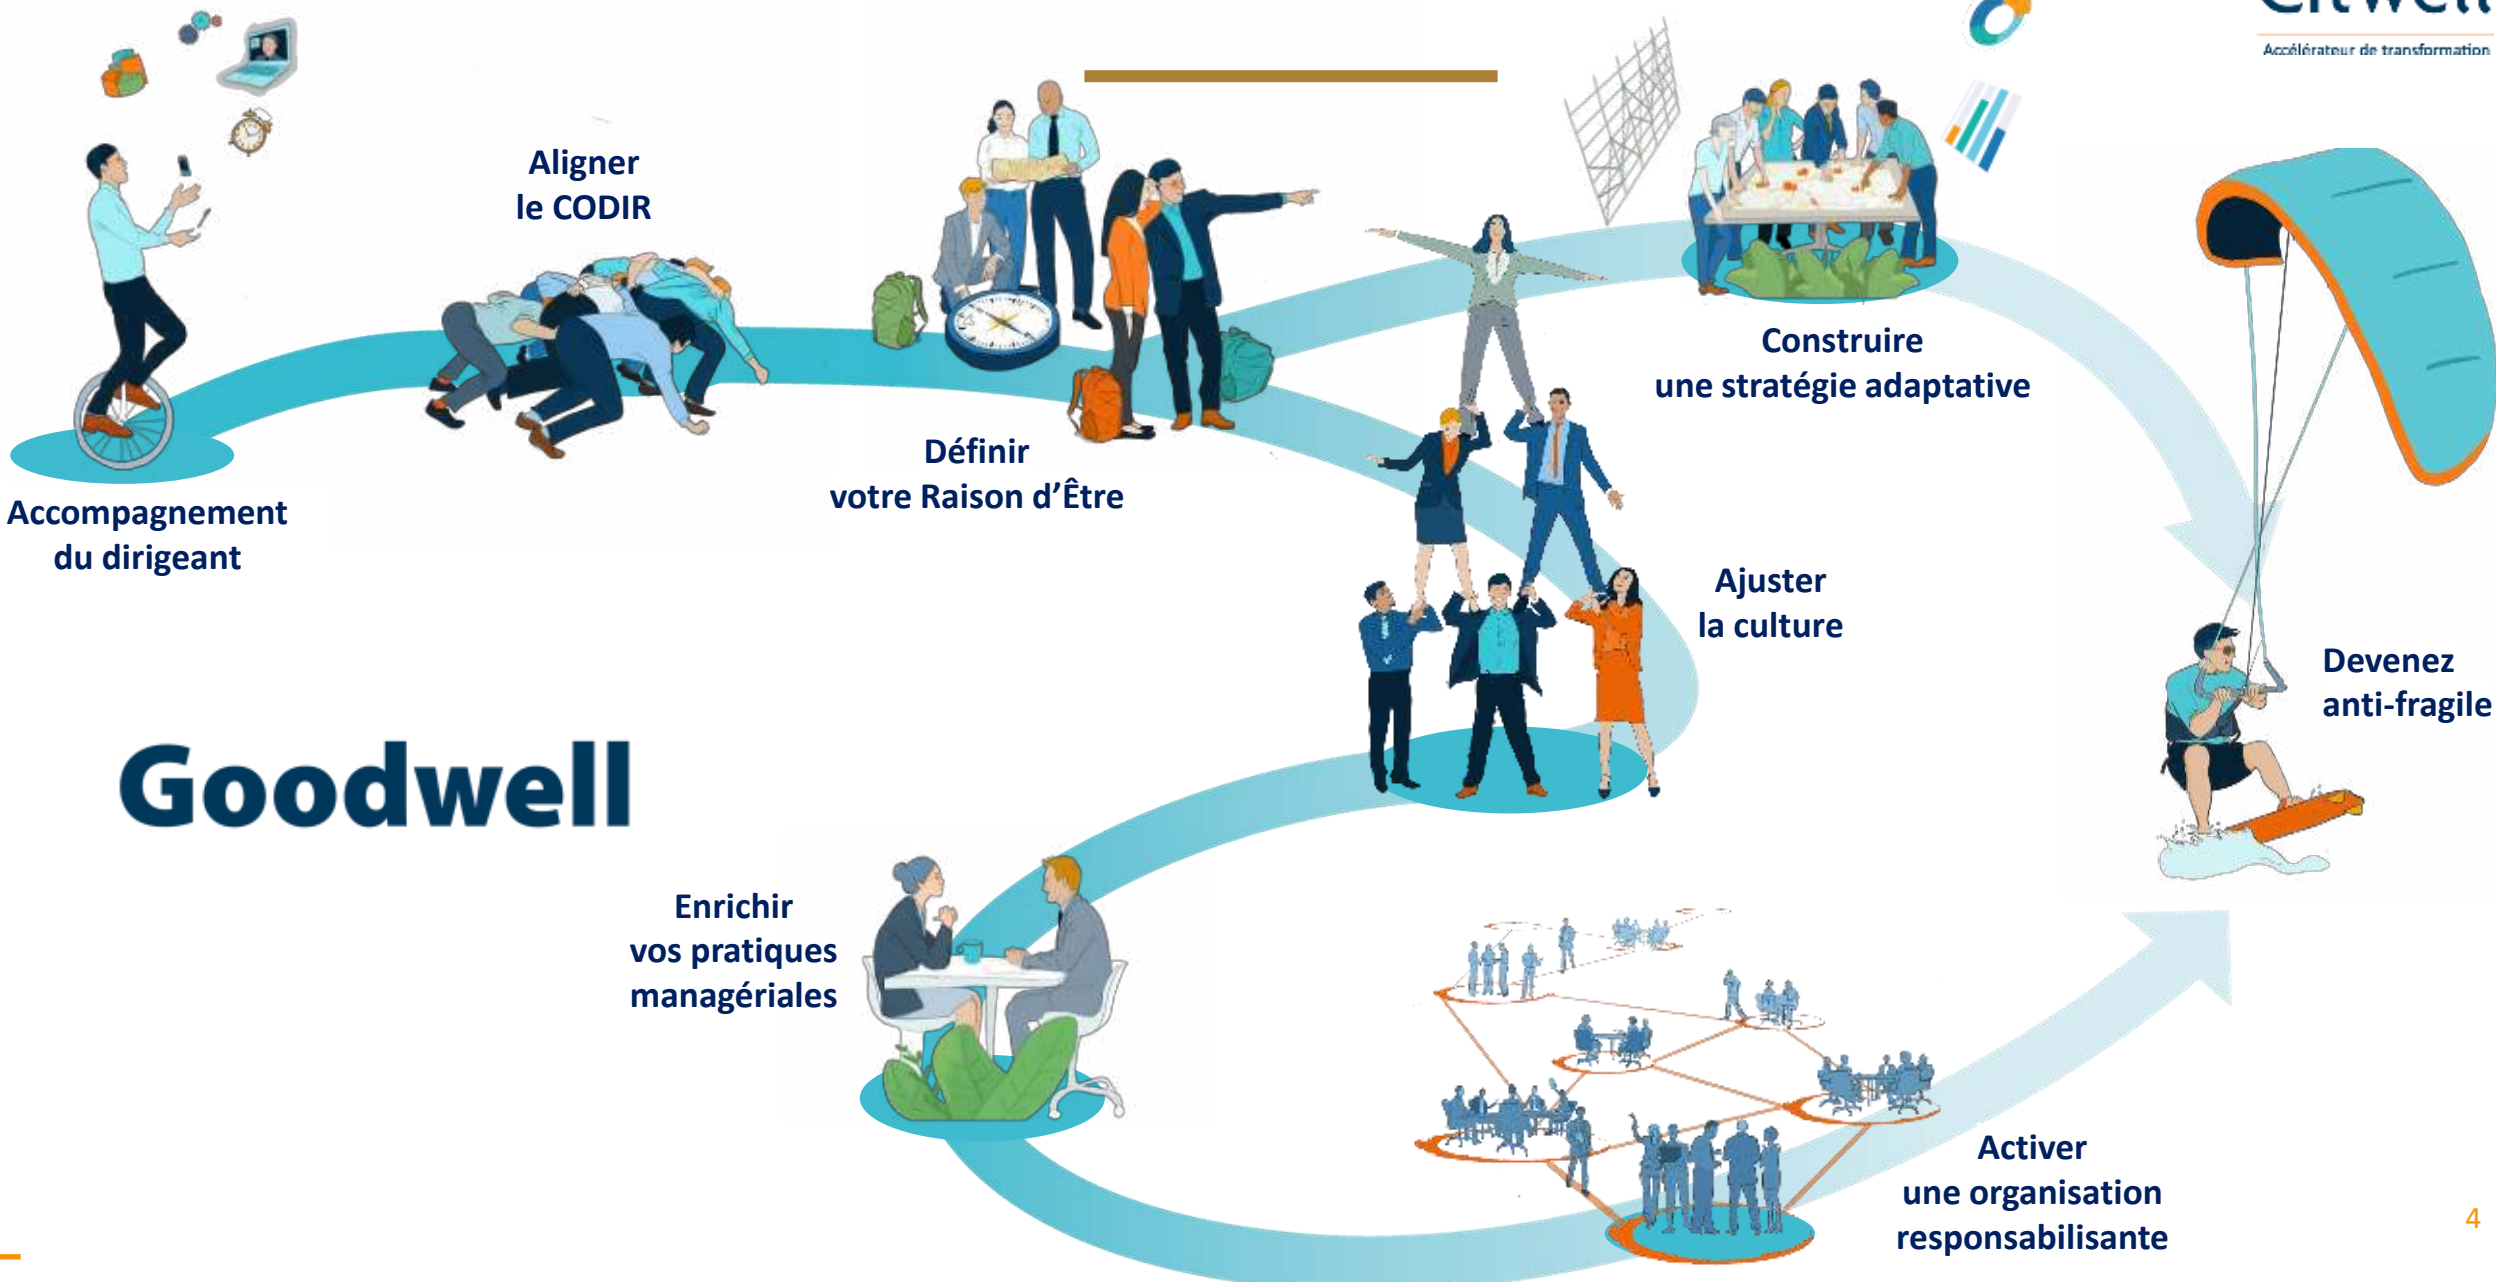 Accélérateur de transformation
Aligner
le CODIR
Construire
une stratégie adaptative
Définir
votre Raison d’Être
Accompagnement
du dirigeant
Ajuster
la culture
Devenez
anti-fragile
Goodwell
Enrichir
vos pratiques
managériales
Activer
une organisation
responsabilisante
4